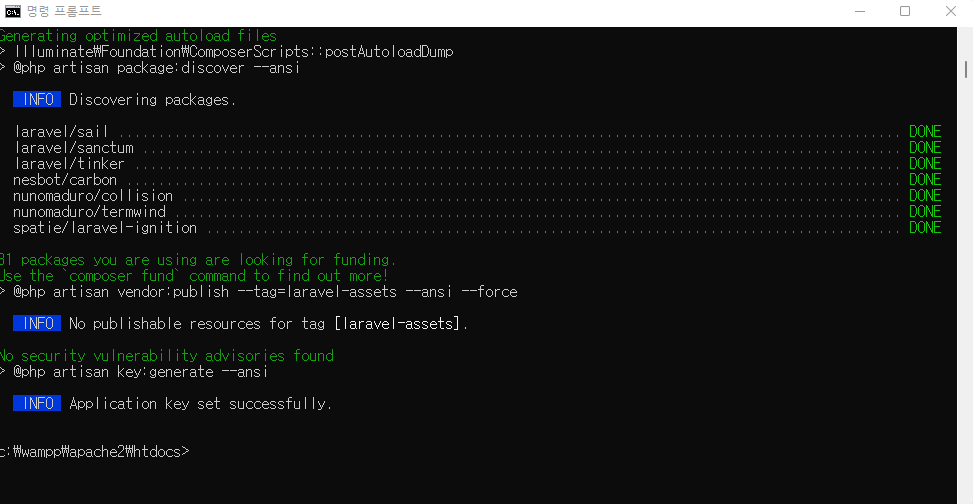 명령 프롬프트
Generating optimized autoload files
> Illuminate₩Foundation₩ComposerScripts::postAutoloadDump
> @php artisan package:discover --ansi
INFO Discovering packages.
laravel/sail .................................................................................................. DONE
laravel/sanctum ............................................................................................... DONE
laravel/tinker ................................................................................................ DONE
nesbot/carbon ................................................................................................. DONE
nunomaduro/collision .......................................................................................... DONE
nunomaduro/termwind ........................................................................................... DONE
spatie/laravel-ignition ....................................................................................... DONE
81 packages you are using are looking for funding.
Use the `composer fund` command to find out more!
> @php artisan vendor:publish --tag=laravel-assets --ansi --force
INFO No publishable resources for tag [laravel-assets].
No security vulnerability advisories found
> @php artisan key:generate --ansi
INFO Application key set successfully.
c:₩wampp₩apache2₩htdocs>